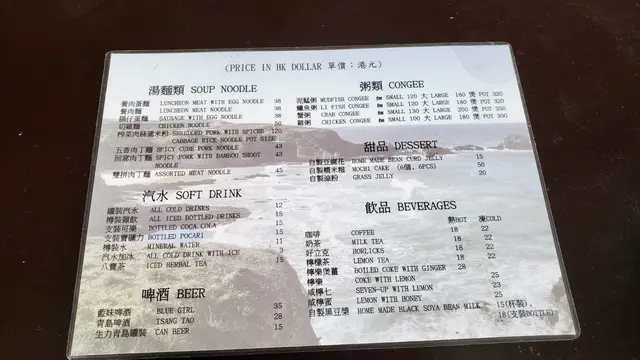 (PRICE IN HK DOLLAR 單價:港元)
湯麵類 SOUP NOODLE
餐肉蛋麵 LUNCHEON MEAT WITH EGG NOODLE 38
餐肉麵 LUNCHEON MEAT NOODLE 38
腸仔蛋麵 SAUSAGE WITH EGG NOODLE 38
切雞麵 CHICKEN NOODLE 50
榨菜肉絲窩米粉 SHREDDED PORK WITH SPICED 120
CABBAGE RICE NOODLE POT SIZE
五香肉丁麵 SPICY CUBE PORK NOODLE 43
回窩肉丁麵 SPICY PORK WITH BAMBOO SHOOT 43
NOODLE
雙拼肉丁麵 ASSORTED MEAT NOODLE 45
汽水 SOFT DRINK
罐裝汽水 ALL COLD DRINKS 12
樽裝雜飲 ALL ICED BOTTLED DRINKS 15
支裝可樂 BOTTLED COCA COLA 15
支裝寶礦力 BOTTLED POCARI 15
樽裝水 MINERAL WATER 11
汽水加冰 ALL COLD DRINK WITH ICE 3
八寶茶 ICED HERBAL TEA 15
啤酒 BEER
藍妹啤酒 BLUE GIRL 35
青島啤酒 TSANG TAO 28
生力青島罐裝 CAN BEER 15
粥類 CONGEE
泥鯭粥 MUDFISH CONGEE 細 SMALL 120 大 LARGE 180 煲 POT 320
鱲魚粥 LI FISH CONGEE 細 SMALL 120 大 LARGE 180 煲 POT 320
蟹粥 CRAB CONGEE 細 SMALL 130 大 LARGE 200 煲 POT 350
雞粥 CHICKEN CONGEE 細 SMALL 100 大 LARGE 180 煲 POT 300
甜品 DESSERT
自製豆腐花 HOME MADE BEAN CURD JELLY 15
自製糯米糍 MOCHI CAKE (6個, 6PCS) 50
自製涼粉 GRASS JELLY 20
飲品 BEVERAGES
熱HOT 凍COLD
咖啡 COFFEE 18 22
奶茶 MILK TEA 18 22
好立克 HORLICKS 18 22
檸檬茶 LEMON TEA 18 22
檸樂煲薑 BOILED COKE WITH GINGER 28
檸樂 COKE WITH LEMON 25
咸檸七 SEVEN-UP WITH LEMON 23
咸檸蜜 LEMON WITH HONEY 25
自製黑豆漿 HOME MADE BLACK SOYA BEAN MILK 15(杯裝),
18(支裝BOTTLE)